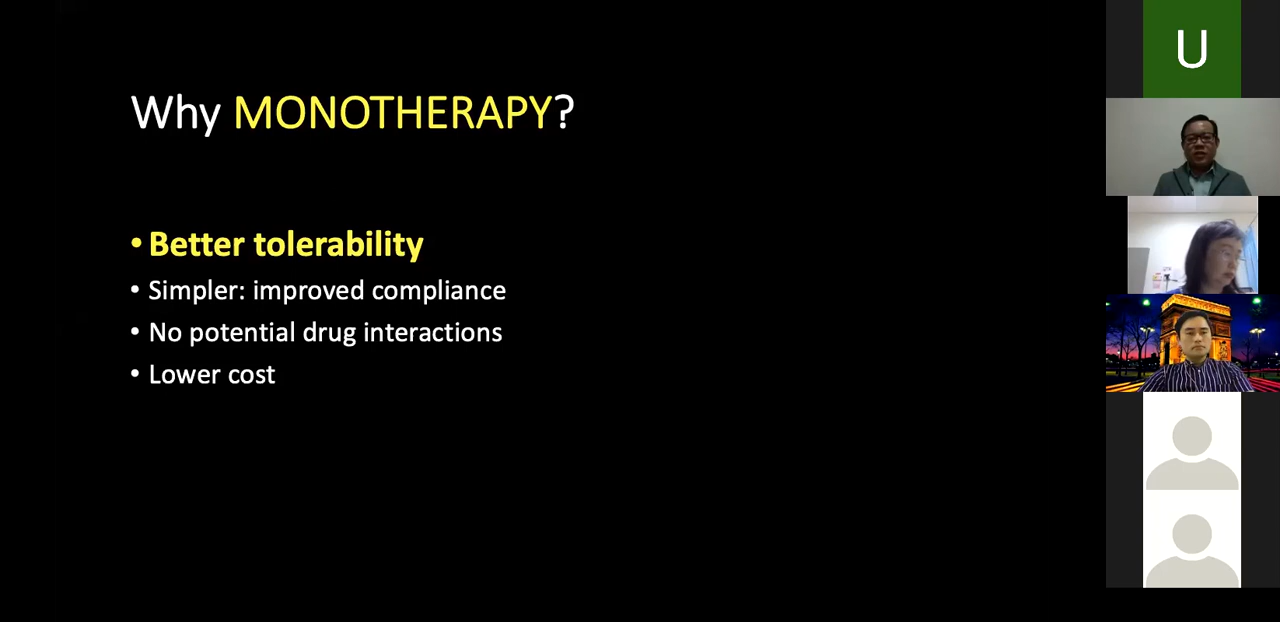 Why MONOTHERAPY?
• Better tolerability
• Simpler: improved compliance
• No potential drug interactions
• Lower cost
U